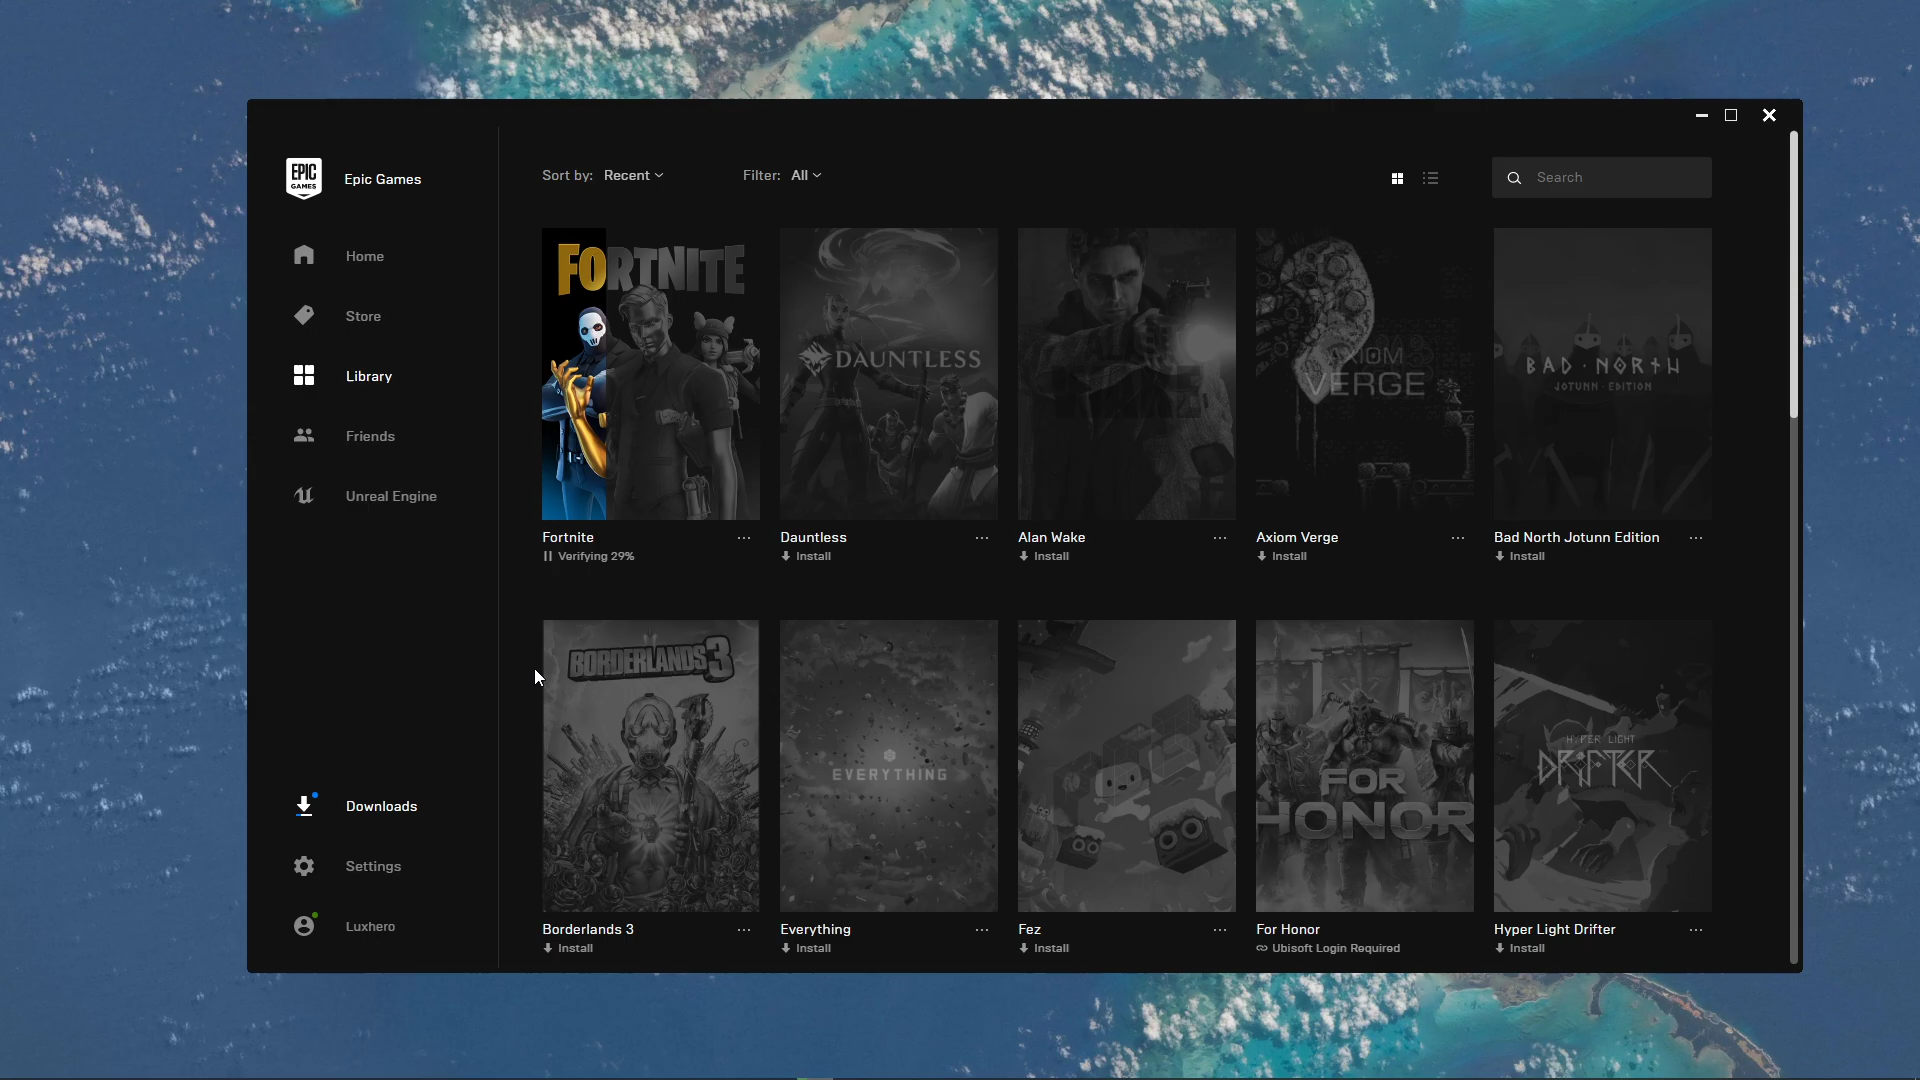 EPIC
GAMES
Epic Games
Home
Store
Library
Friends
Unreal Engine
Downloads
Settings
Luxhero
Sort by: Recent
Filter: All
Search
FORTNITE
DAUNTLESS
AXIOM
VERGE
BAD · NORTH
JOTUNN · EDITION
Fortnite
Verifying 29%
Dauntless
Install
Alan Wake
Install
Axiom Verge
Install
Bad North Jotunn Edition
Install
BORDERLANDS 3
EVERYTHING
FOR
HONOR
HYPER LIGHT
DRIFTER
Borderlands 3
Install
Everything
Install
Fez
Install
For Honor
Ubisoft Login Required
Hyper Light Drifter
Install